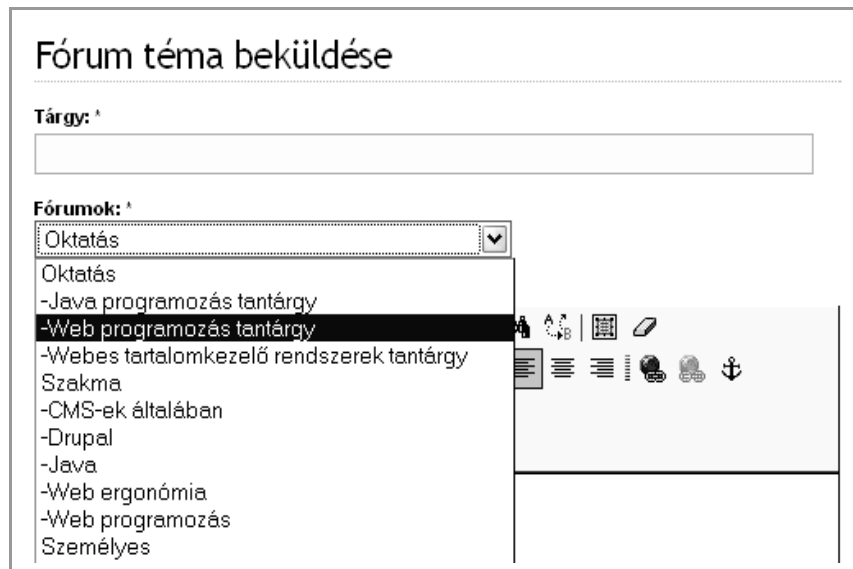 Fórum téma beküldése
Tárgy: *
Fórumok: *
Oktatás
Oktatás
-Java programozás tantárgy
-Web programozás tantárgy
-Webes tartalomkezelő rendszerek tantárgy
Szakma
-CMS-ek általában
-Drupal
-Java
-Web ergonómia
-Web programozás
Személyes